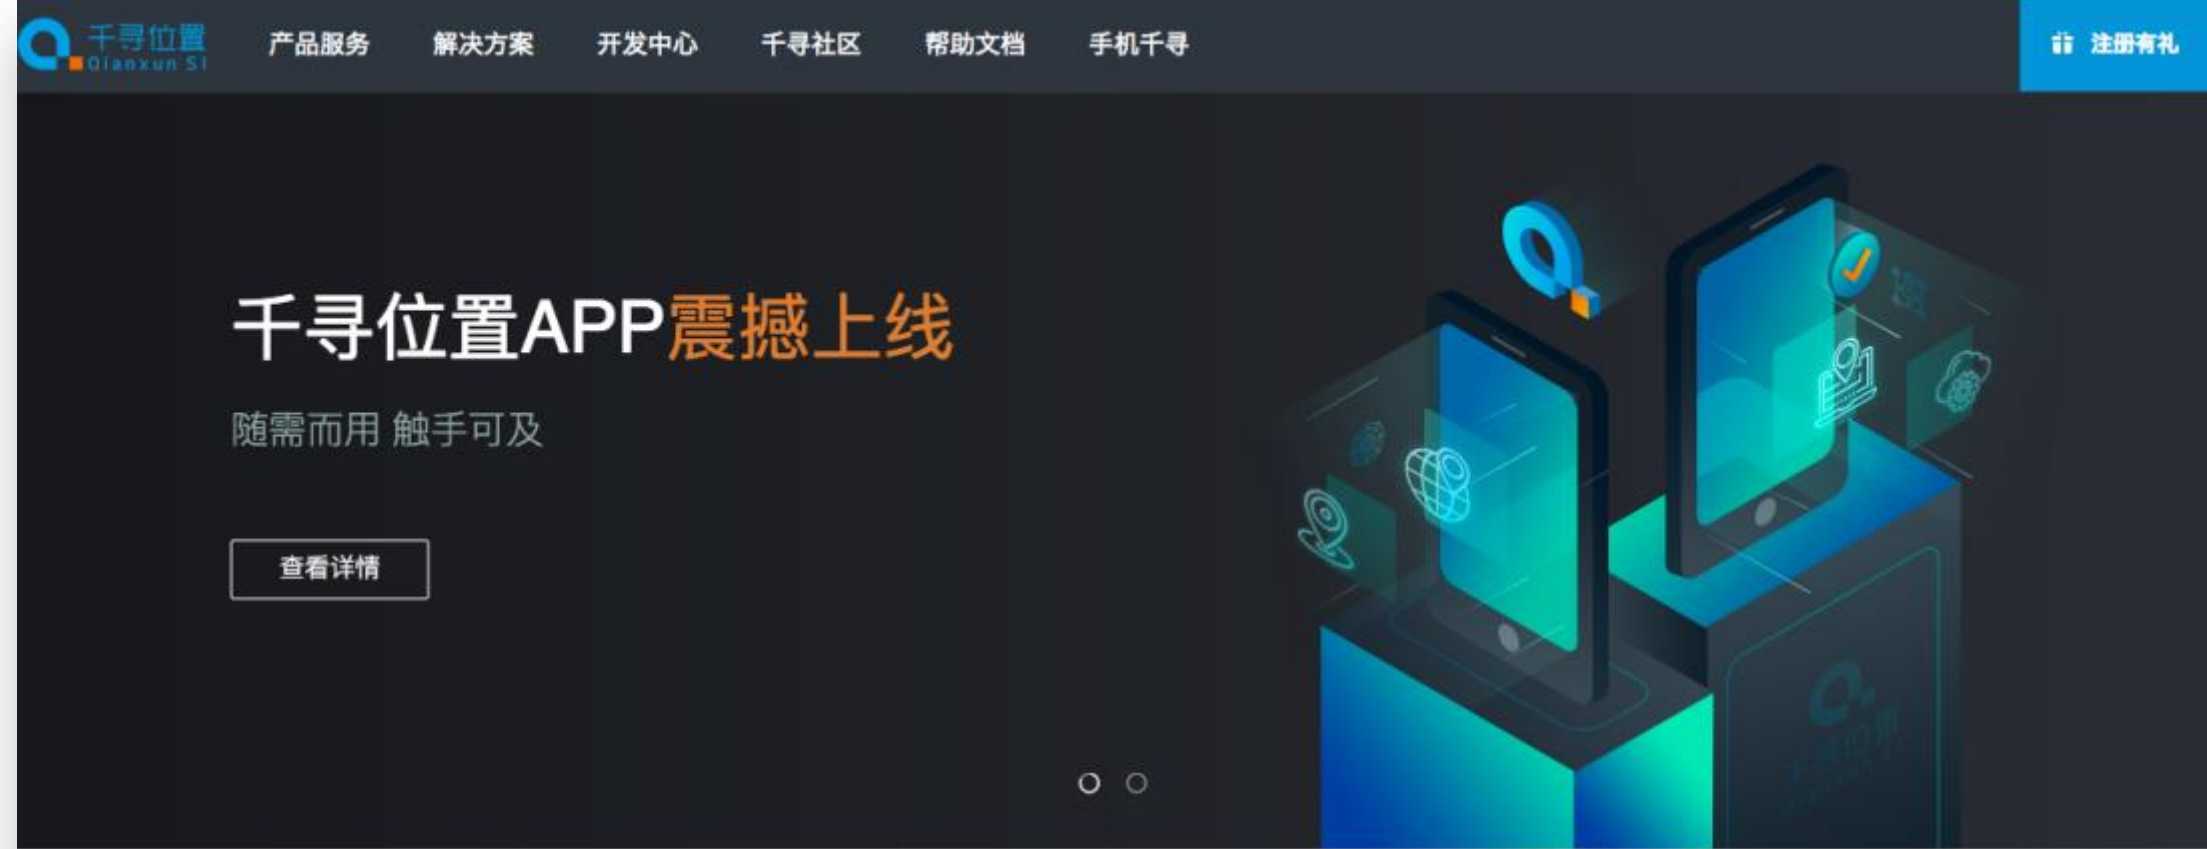 千寻位置
Qianxun SI
产品服务 解决方案 开发中心 千寻社区 帮助文档 手机千寻
注册有礼
千寻位置APP震撼上线
随需而用 触手可及
查看详情